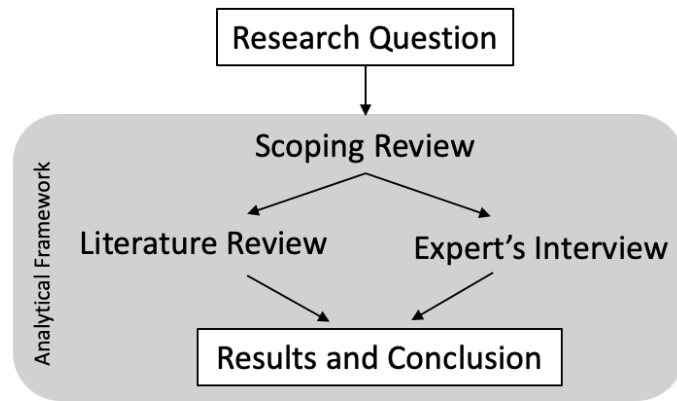 Research Question
Scoping Review
Analytical Framework
Literature Review
Expert’s Interview
Results and Conclusion